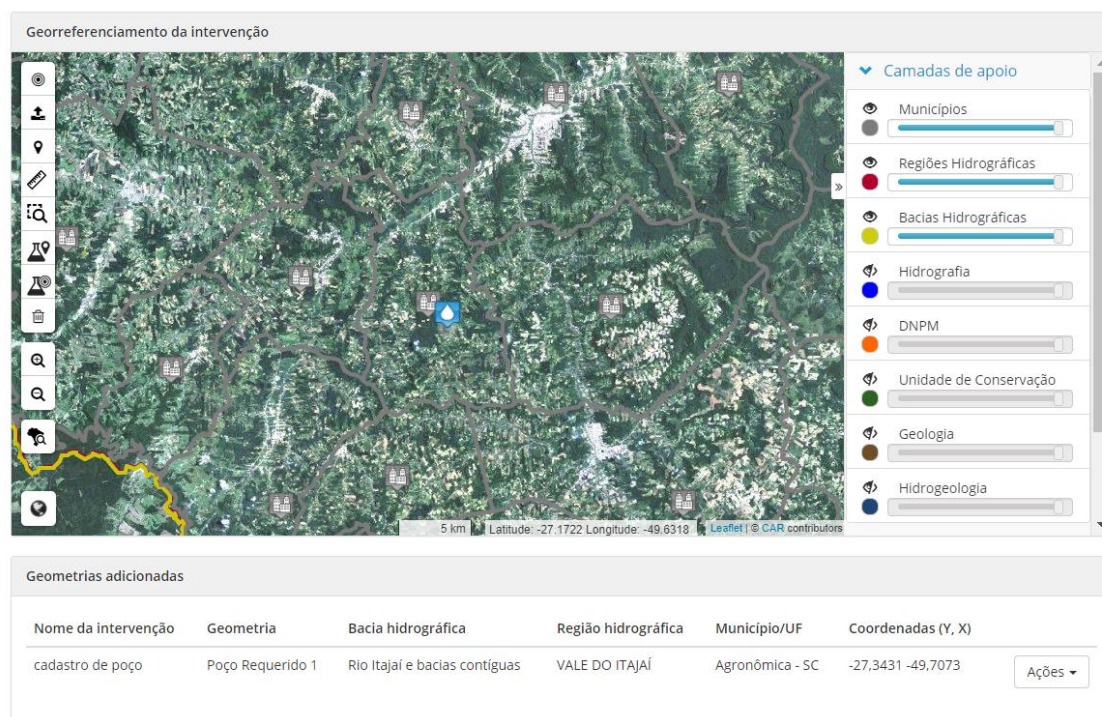 Georreferenciamento da intervenção
»
Camadas de apoio
Municípios
Regiões Hidrográficas
Bacias Hidrográficas
Hidrografia
DNPM
Unidade de Conservação
Geologia
Hidrogeologia
5 km
Latitude: -27.1722 Longitude: -49.6318
Leaflet | © CAR contributors
Geometrias adicionadas
Nome da intervenção Geometria Bacia hidrográfica Região hidrográfica Município/UF Coordenadas (Y, X)
cadastro de poço Poço Requerido 1 Rio Itajaí e bacias contíguas VALE DO ITAJAÍ Agronômica - SC -27,3431 -49,7073 Ações